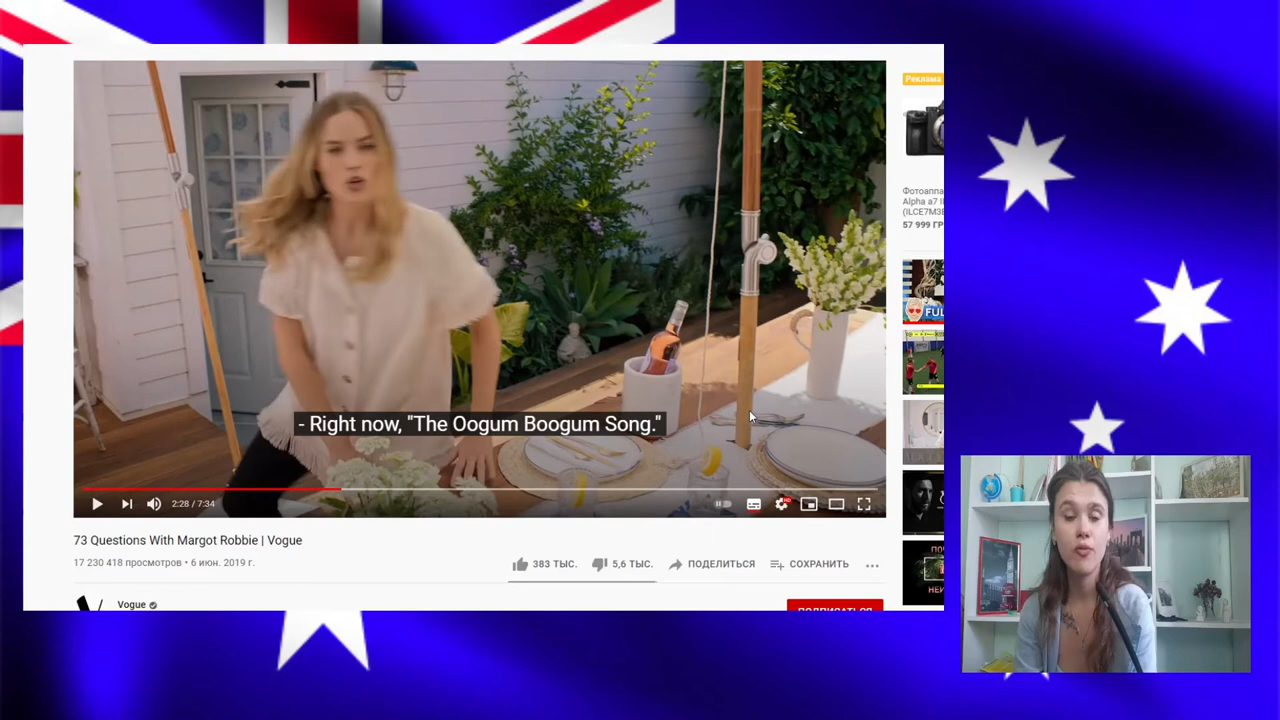 - Right now, "The Oogum Boogum Song."
2:28 / 7:34
HD
73 Questions With Margot Robbie | Vogue
17 230 418 просмотров • 6 июн. 2019 г.
383 ТЫС.
5,6 ТЫС.
ПОДЕЛИТЬСЯ
СОХРАНИТЬ
Vogue
ПОДПИСАТЬСЯ
Реклама
Фотоаппа
Alpha a7 I
(ILCE7M3
57 999 ГР
FUL